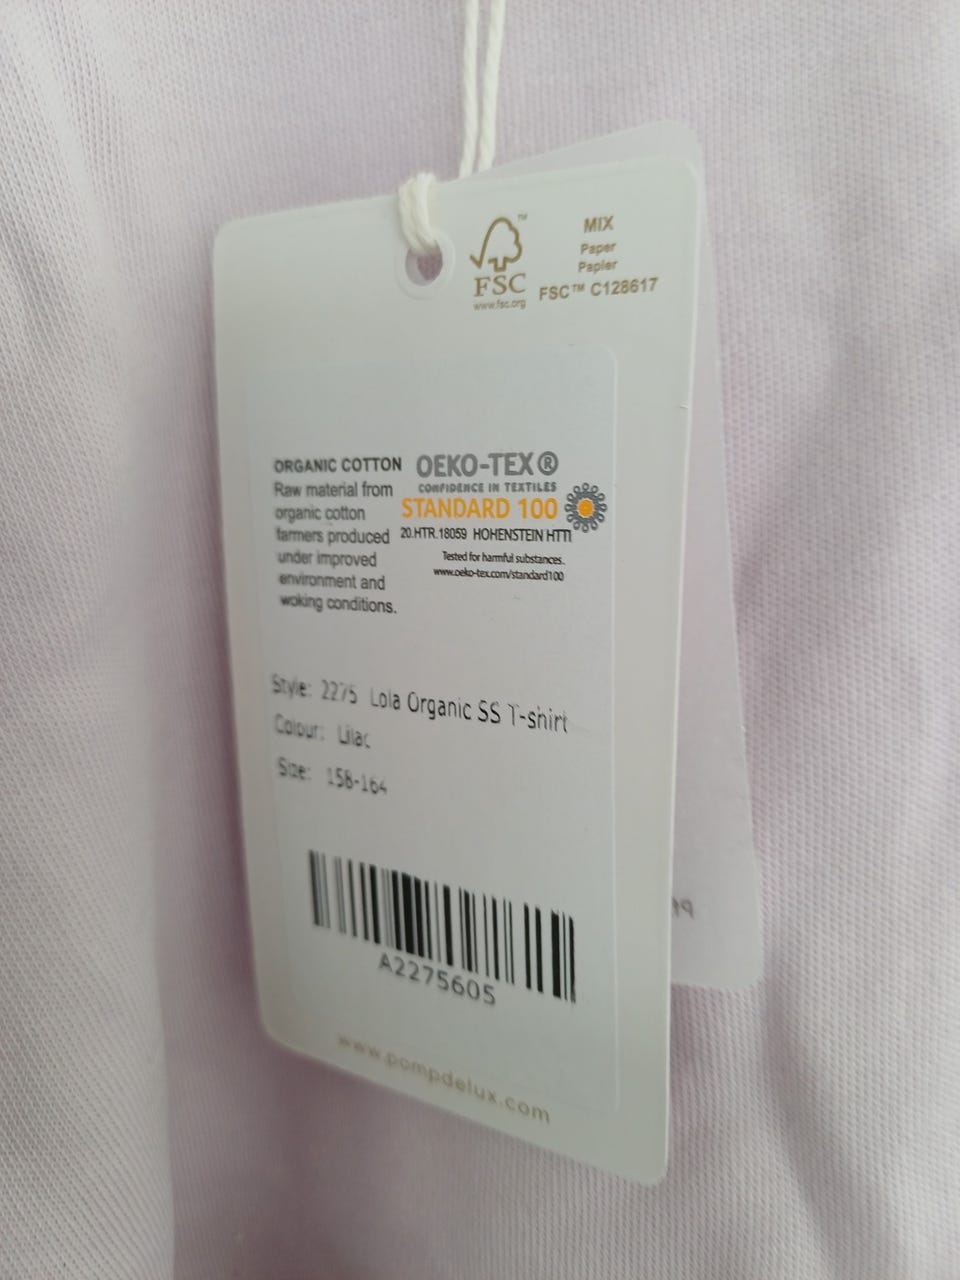 MIX
Paper
Papier
FSC™ C128617
™
FSC
www.fsc.org
ORGANIC COTTON
Raw material from
organic cotton
farmers produced
under improved
environment and
woking conditions.
OEKO-TEX®
CONFIDENCE IN TEXTILES
STANDARD 100
20.HTR.18059 HOHENSTEIN HTTI
Tested for harmful substances.
www.oeko-tex.com/standard100
Style: 2275 Lola Organic SS T-shirt
Colour: Lilac
Size: 158-164
A2275605
www.pompdelux.com